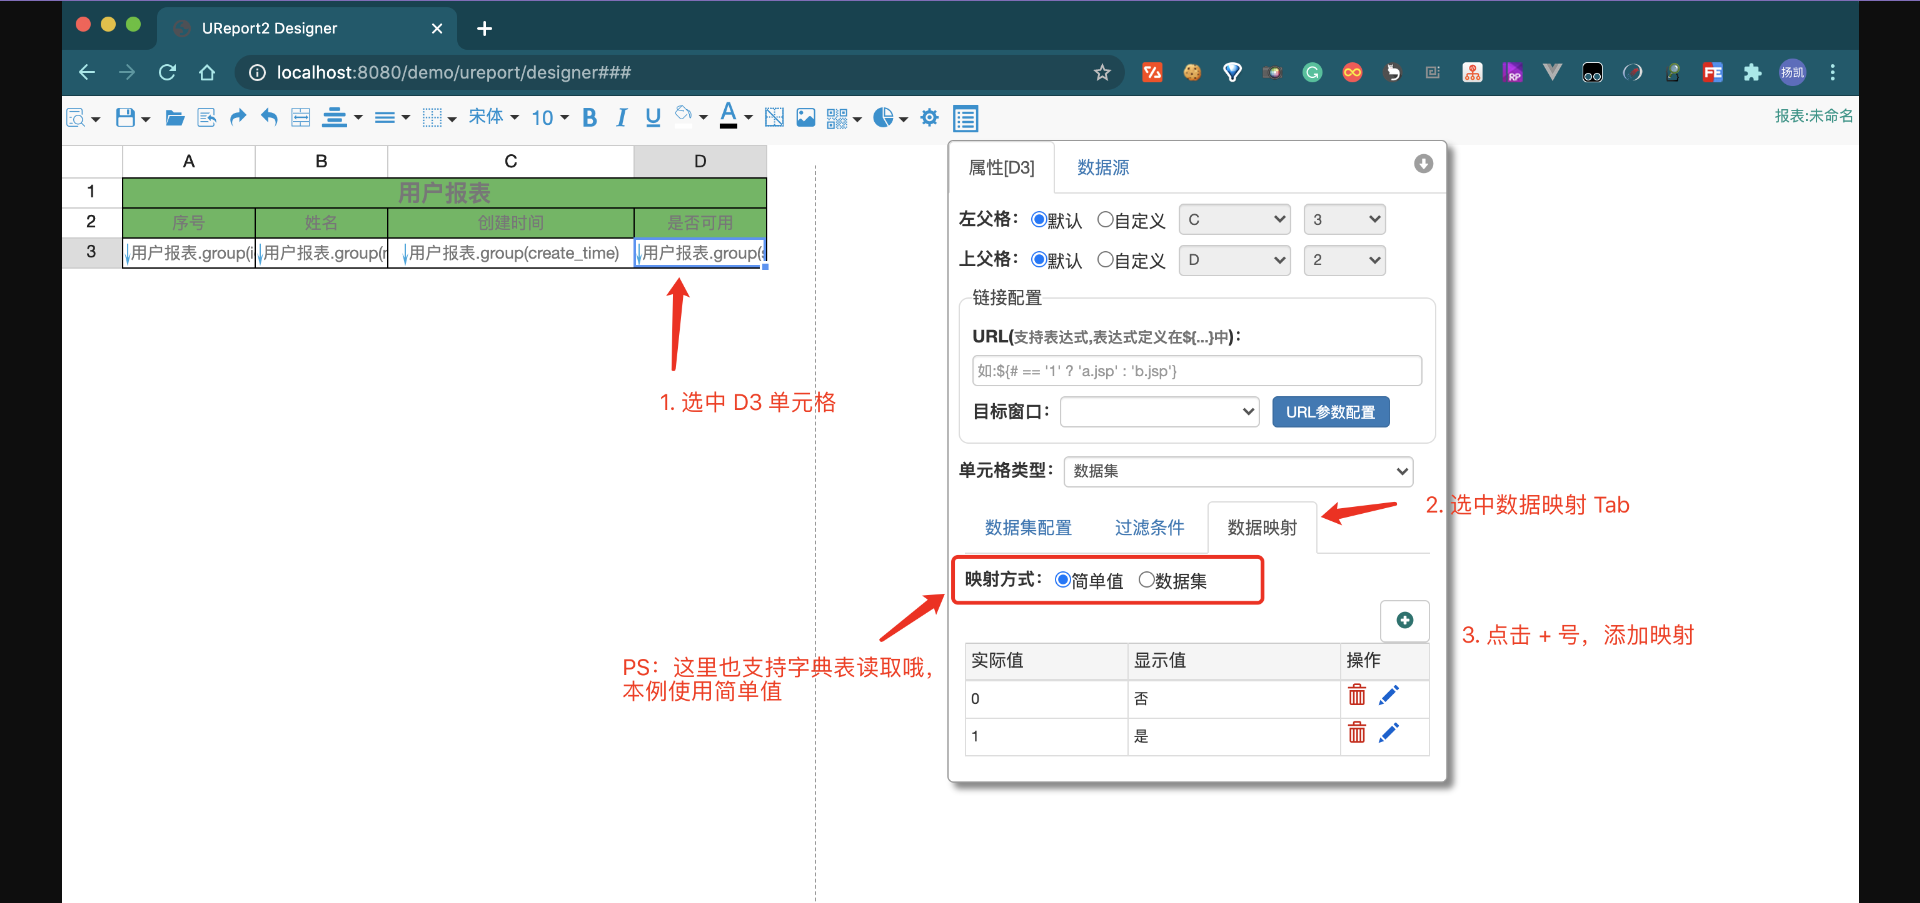 UReport2 Designer
localhost:8080/demo/ureport/designer###
扬凯
宋体
10
B
I
U
A
报表:未命名
A B C D
1 用户报表
2 序号 姓名 创建时间 是否可用
3 用户报表.group(i 用户报表.group(r 用户报表.group(create_time) 用户报表.group(s
1. 选中 D3 单元格
属性[D3] 数据源
左父格： 默认 自定义 C 3
上父格： 默认 自定义 D 2
链接配置
URL(支持表达式,表达式定义在${...}中)：
如:${# == '1' ? 'a.jsp' : 'b.jsp'}
目标窗口： URL参数配置
单元格类型： 数据集
2. 选中数据映射 Tab
数据集配置 过滤条件 数据映射
映射方式： 简单值 数据集
3. 点击 + 号，添加映射
PS：这里也支持字典表读取哦，
本例使用简单值
实际值 显示值 操作
0 否
1 是